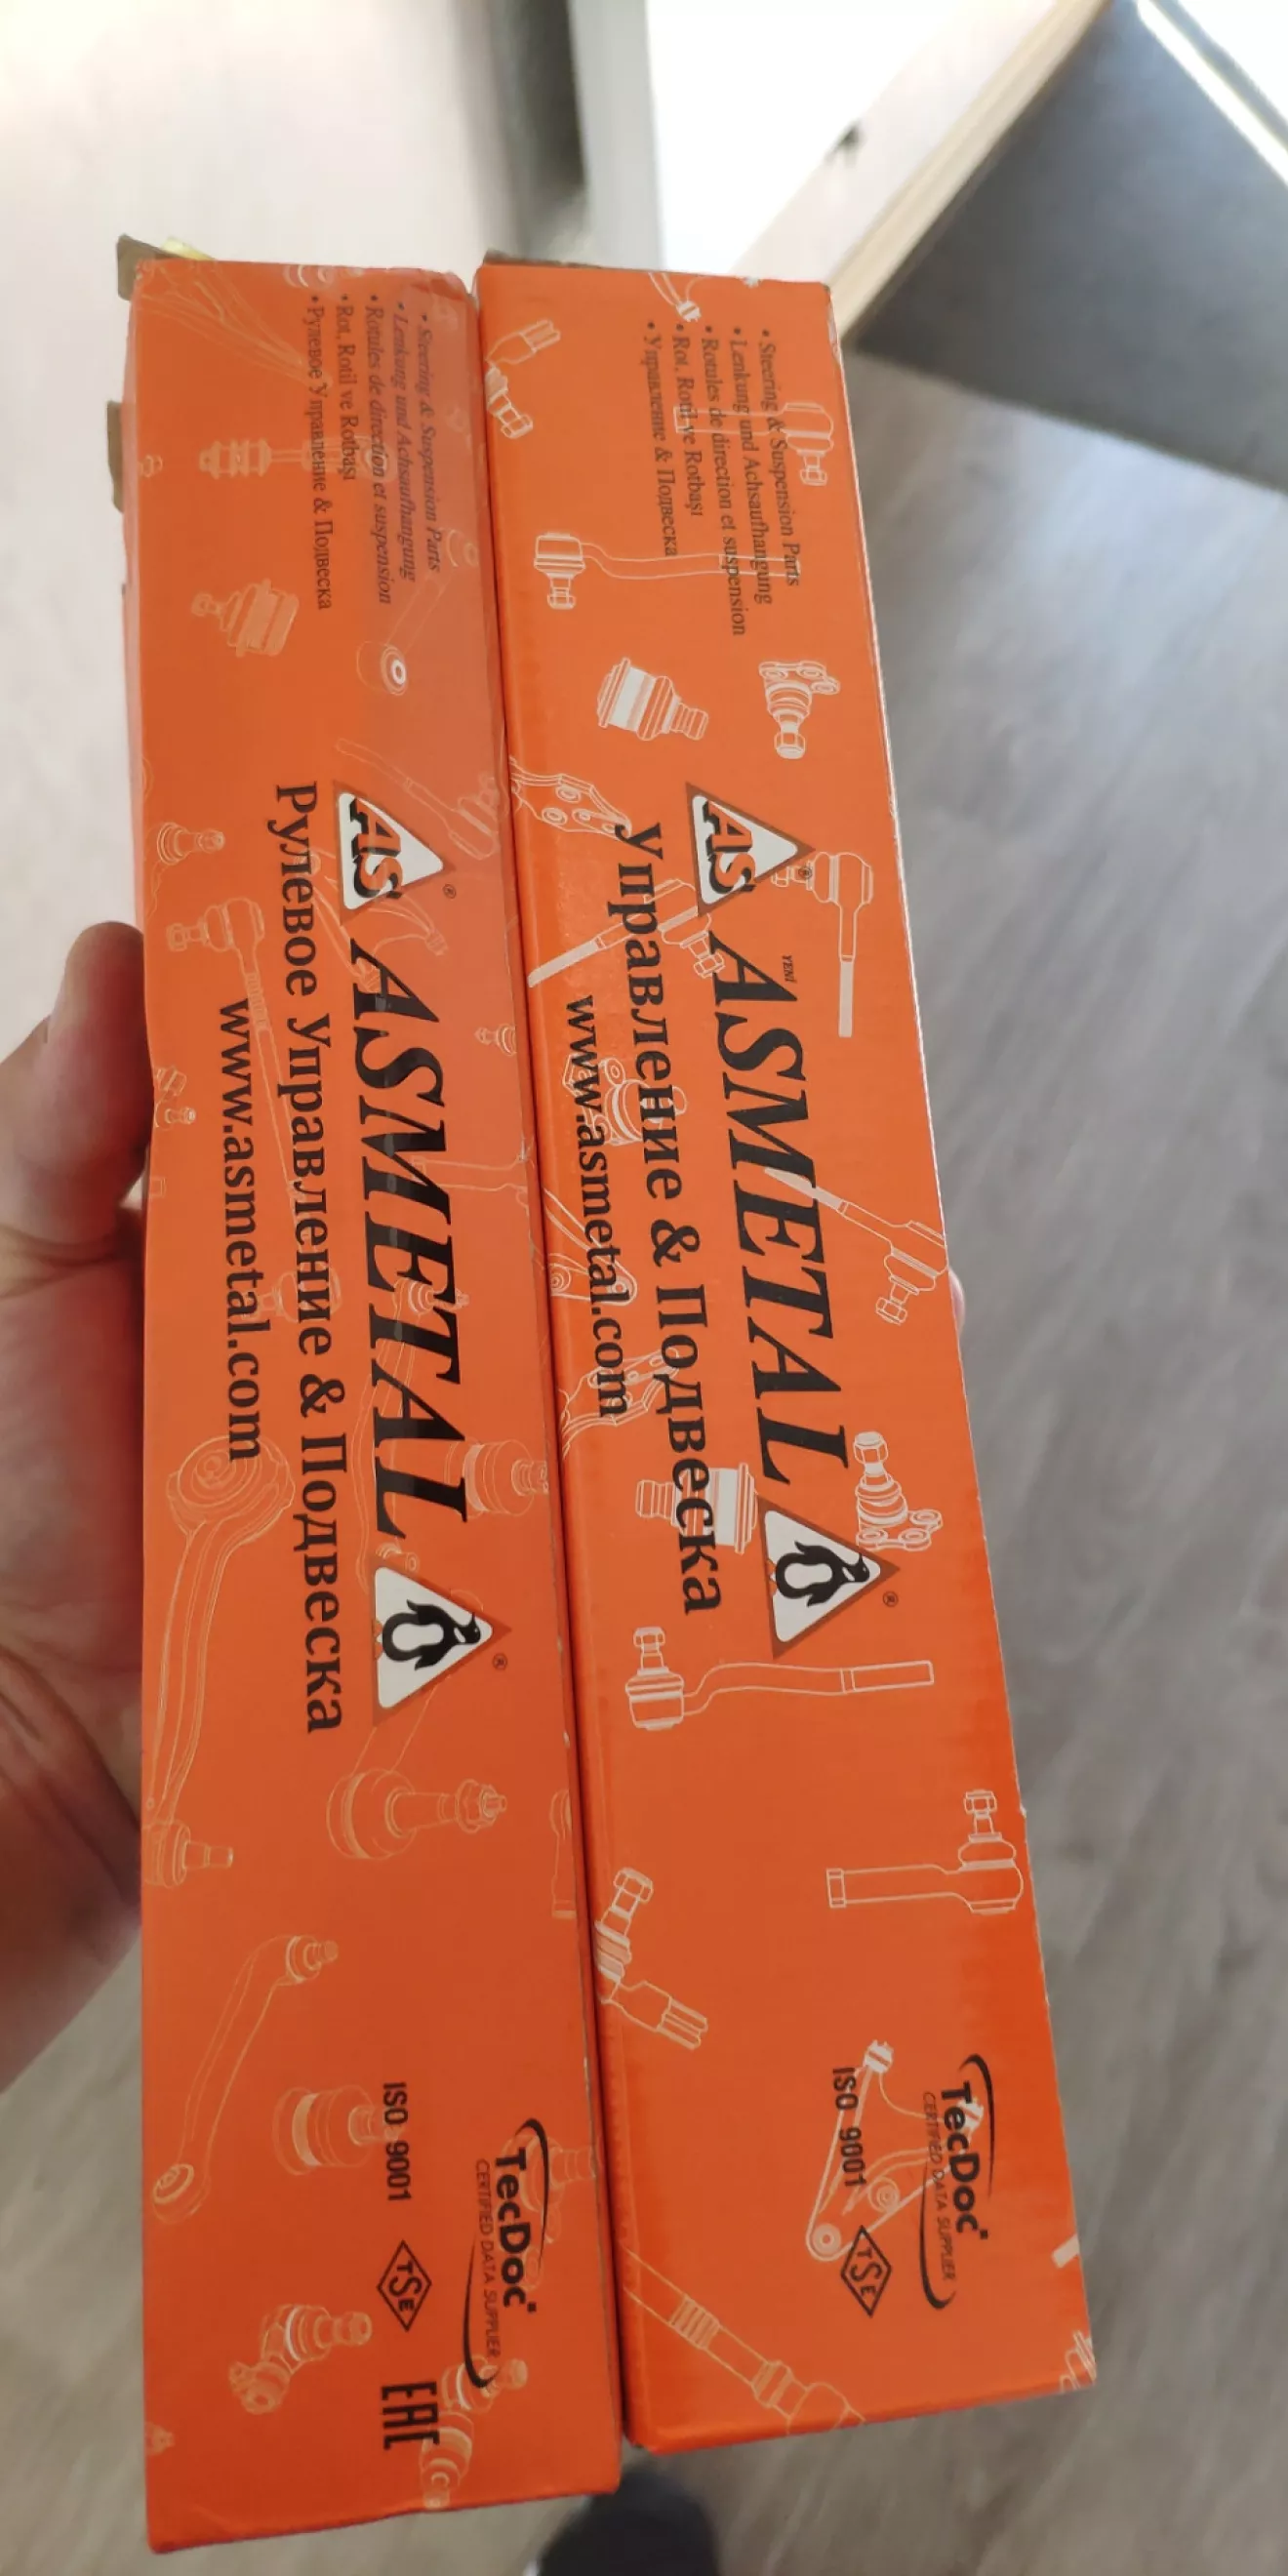 • Steering & Suspension Parts
• Lenkung und Achsaufhangung
• Rotules de direction et suspension
• Rot, Rotil ve Rotbaşı
• Управление & Подвеска
AS ®
YENİ
ASMETAL ®
Управление & Подвеска
www.asmetal.com
TecDoc
CERTIFIED DATA SUPPLIER
ISO 9001
TSE
• Steering & Suspension Parts
• Lenkung und Achsaufhangung
• Rotules de direction et suspension
• Rot, Rotil ve Rotbaşı
• Рулевое Управление & Подвеска
AS ®
ASMETAL ®
Рулевое Управление & Подвеска
www.asmetal.com
TecDoc
CERTIFIED DATA SUPPLIER
ISO 9001
TSE
EAC